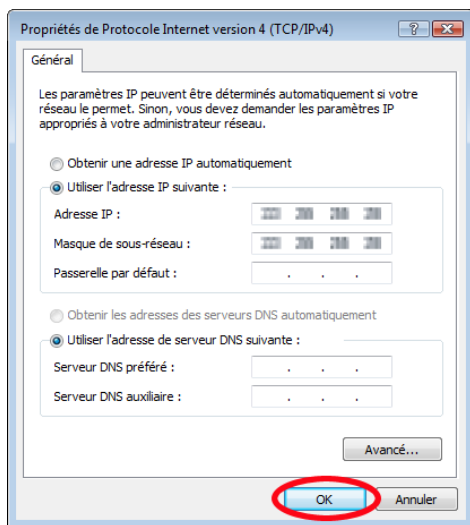 Propriétés de Protocole Internet version 4 (TCP/IPv4)
Général
Les paramètres IP peuvent être déterminés automatiquement si votre
réseau le permet. Sinon, vous devez demander les paramètres IP
appropriés à votre administrateur réseau.
Obtenir une adresse IP automatiquement
Utiliser l'adresse IP suivante :
Adresse IP :
Masque de sous-réseau :
Passerelle par défaut :
Obtenir les adresses des serveurs DNS automatiquement
Utiliser l'adresse de serveur DNS suivante :
Serveur DNS préféré :
Serveur DNS auxiliaire :
Avancé...
OK
Annuler